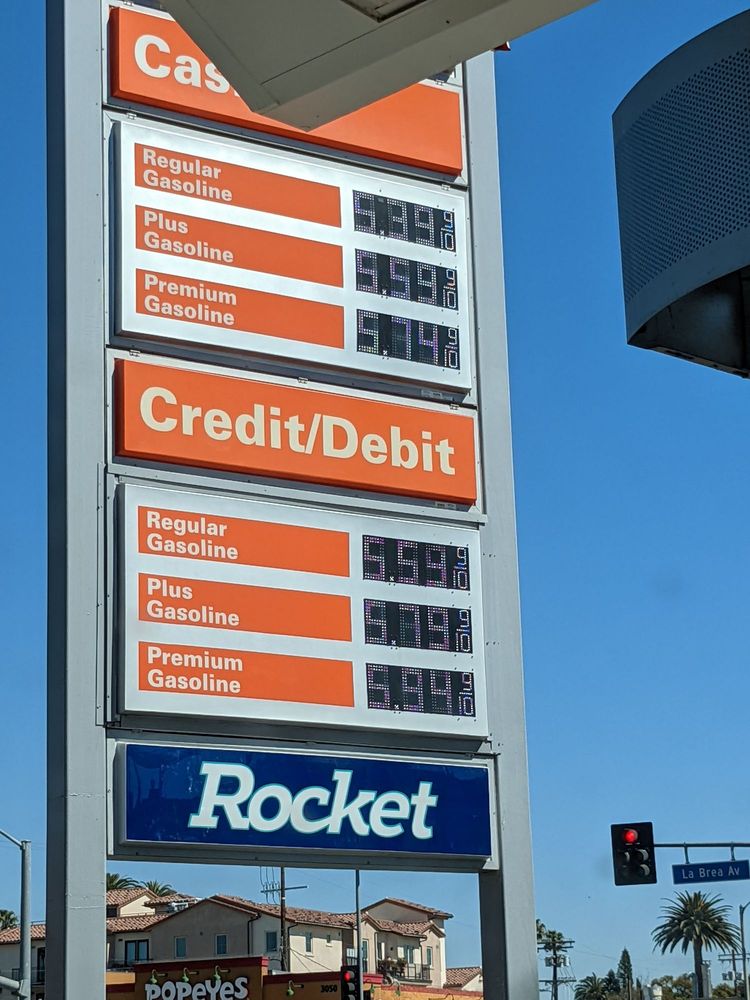 Cas
Regular
Gasoline
5.39 9/10
Plus
Gasoline
5.59 9/10
Premium
Gasoline
5.74 9/10
Credit/Debit
Regular
Gasoline
5.59 9/10
Plus
Gasoline
5.79 9/10
Premium
Gasoline
5.94 9/10
Rocket
La Brea Av
POPEYES
3050